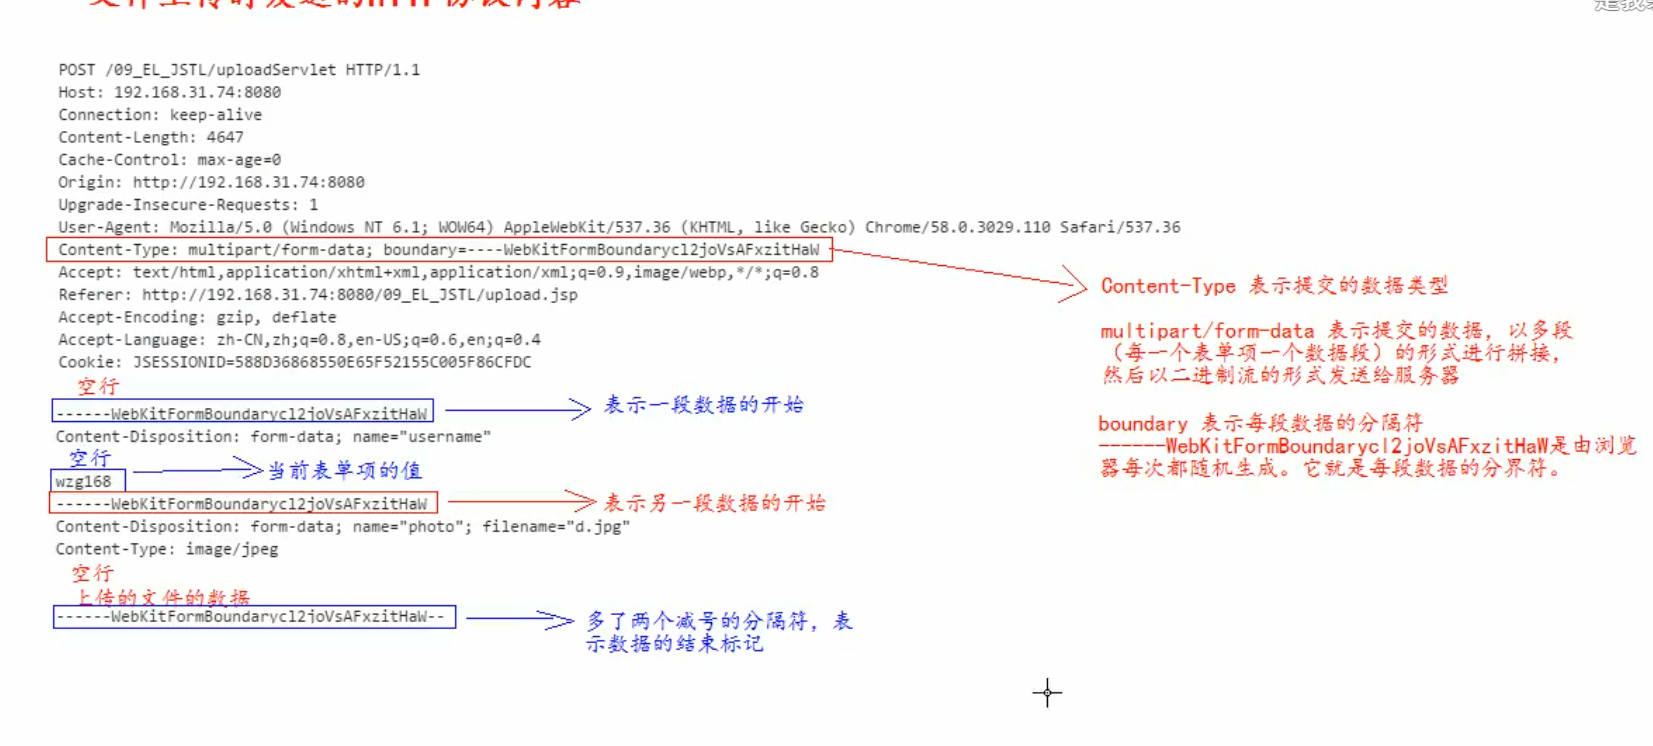 文件上传时发送的HTTP协议内容
POST /09_EL_JSTL/uploadServlet HTTP/1.1
Host: 192.168.31.74:8080
Connection: keep-alive
Content-Length: 4647
Cache-Control: max-age=0
Origin: http://192.168.31.74:8080
Upgrade-Insecure-Requests: 1
User-Agent: Mozilla/5.0 (Windows NT 6.1; WOW64) AppleWebKit/537.36 (KHTML, like Gecko) Chrome/58.0.3029.110 Safari/537.36
Content-Type: multipart/form-data; boundary=----WebKitFormBoundarycl2joVsAFxzitHaW
Accept: text/html,application/xhtml+xml,application/xml;q=0.9,image/webp,*/*;q=0.8
Referer: http://192.168.31.74:8080/09_EL_JSTL/upload.jsp
Accept-Encoding: gzip, deflate
Accept-Language: zh-CN,zh;q=0.8,en-US;q=0.6,en;q=0.4
Cookie: JSESSIONID=588D36868550E65F52155C005F86CFDC
空行
------WebKitFormBoundarycl2joVsAFxzitHaW
表示一段数据的开始
Content-Disposition: form-data; name="username"
空行
当前表单项的值
wzg168
------WebKitFormBoundarycl2joVsAFxzitHaW
表示另一段数据的开始
Content-Disposition: form-data; name="photo"; filename="d.jpg"
Content-Type: image/jpeg
空行
上传的文件的数据
------WebKitFormBoundarycl2joVsAFxzitHaW--
多了两个减号的分隔符，表
示数据的结束标记
Content-Type 表示提交的数据类型
multipart/form-data 表示提交的数据，以多段
（每一个表单项一个数据段）的形式进行拼接，
然后以二进制流的形式发送给服务器
boundary 表示每段数据的分隔符
------WebKitFormBoundarycl2joVsAFxzitHaW是由浏览
器每次都随机生成。它就是每段数据的分界符。